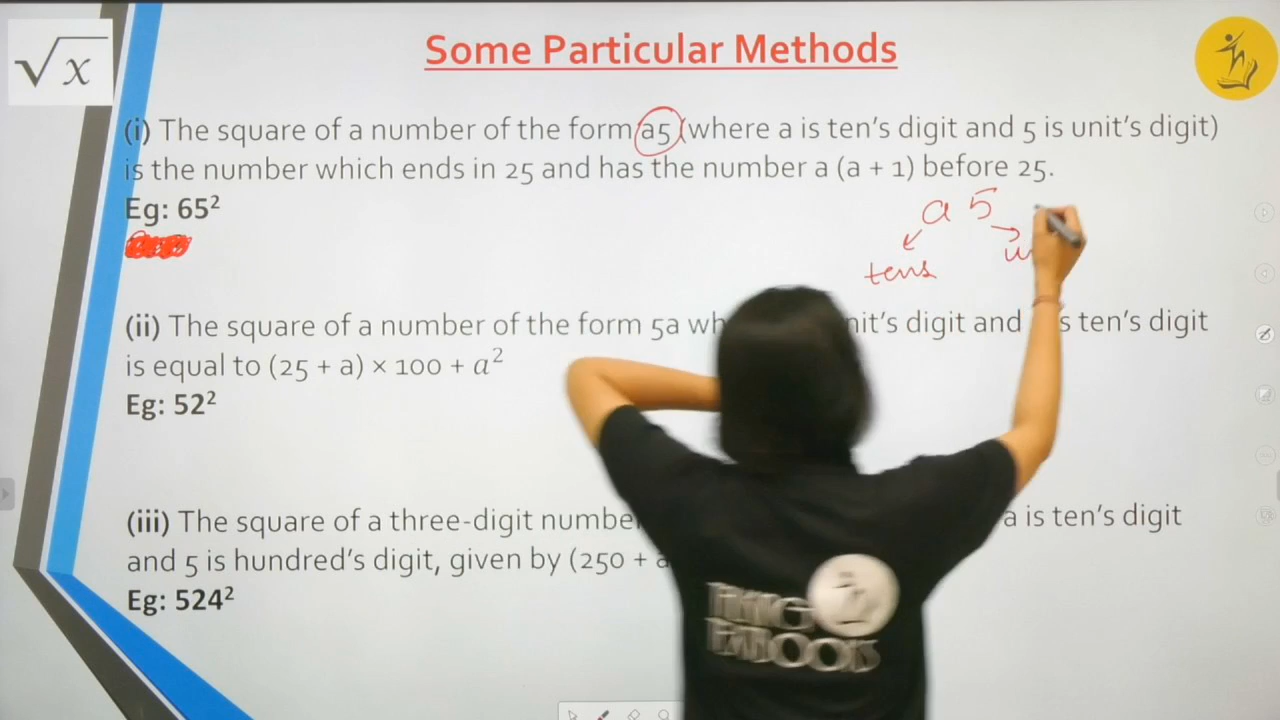 √x
Some Particular Methods
(i) The square of a number of the form a5 (where a is ten's digit and 5 is unit's digit)
is the number which ends in 25 and has the number a (a + 1) before 25.
Eg: 65²
a 5
tens
(ii) The square of a number of the form 5a digit and ten's digit
is equal to (25 + a) × 100 + a²
Eg: 52²
(iii) The square of a three-digit a is ten's digit
and 5 is hundred's digit, given by (250 +
Eg: 524²